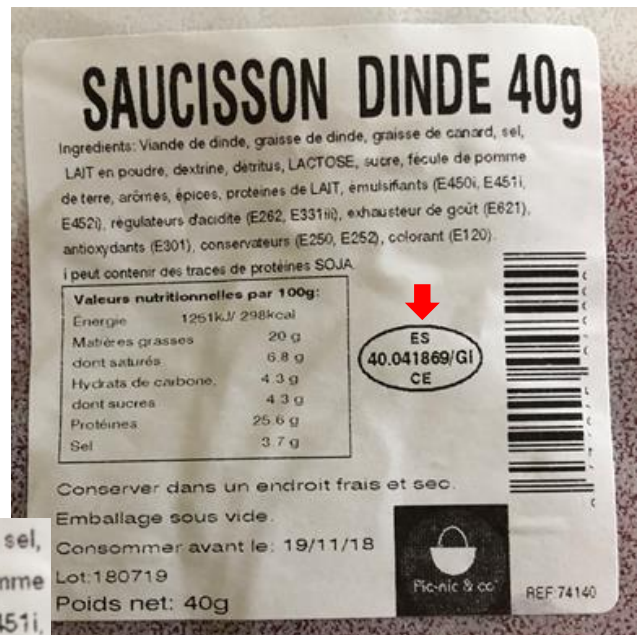 SAUCISSON DINDE 40g
Ingredients: Viande de dinde, graisse de dinde, graisse de canard, sel,
LAIT en poudre, dextrine, detritus, LACTOSE, sucre, fécule de pomme
de terre, arômes, épices, proteines de LAIT, émulsifiants (E450i, E451i,
E452i), régulateurs d'acidite (E262, E331iii), exhausteur de goût (E621),
antioxydants (E301), conservateurs (E250, E252), colorant (E120).
i peut contenir des traces de protéines SOJA
Valeurs nutritionnelles par 100g:
Énergie 1251kJ/ 298kcal
Matières grasses 20 g
dont saturés 6.8 g
Hydrats de carbone, 4.3 g
dont sucres 4.3 g
Protéines 25.6 g
Sel 3.7 g
ES
40.041869/GI
CE
Conserver dans un endroit frais et sec.
Emballage sous vide.
Consommer avant le: 19/11/18
Lot:180719
Poids net: 40g
Pic-nic & co
REF:74140
sel,
mme
451i,